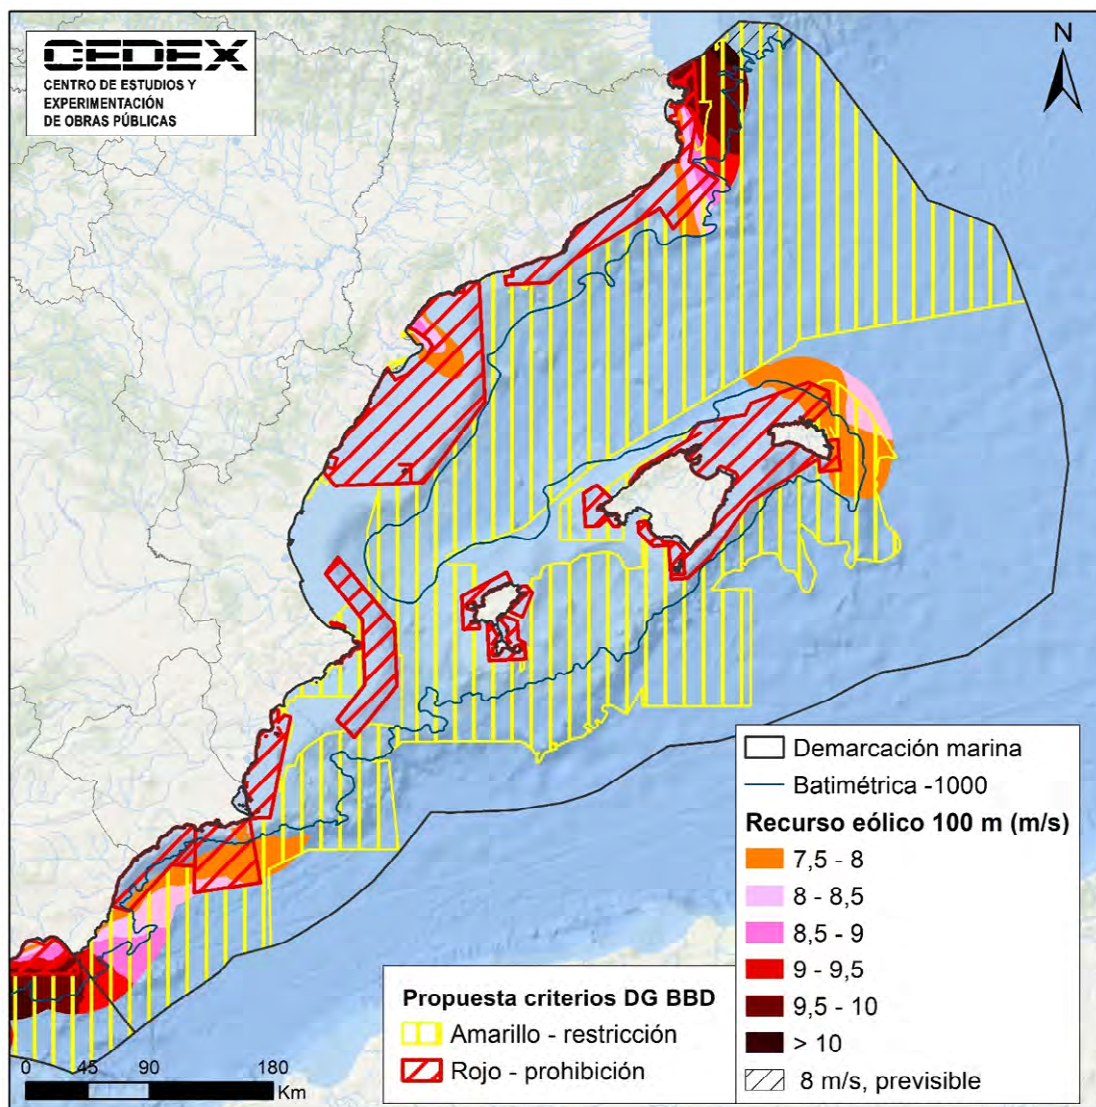 CEDEX
CENTRO DE ESTUDIOS Y
EXPERIMENTACIÓN
DE OBRAS PÚBLICAS
N
Demarcación marina
Batimétrica -1000
Recurso eólico 100 m (m/s)
7,5 - 8
8 - 8,5
8,5 - 9
9 - 9,5
9,5 - 10
> 10
8 m/s, previsible
Propuesta criterios DG BBD
Amarillo - restricción
Rojo - prohibición
0 45 90 180
Km